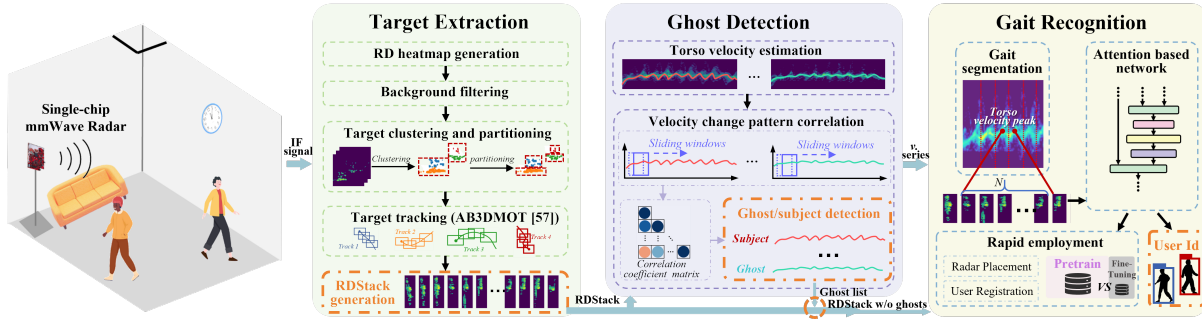 Single-chip
mmWave Radar
IF
signal
Target Extraction
RD heatmap generation
Background filtering
Target clustering and partitioning
Clustering
partitioning
Target tracking (AB3DMOT [57])
Track 1
Track 2
Track 3
Track 4
RDStack
generation
RDStack
Ghost Detection
Torso velocity estimation
...
Velocity change pattern correlation
Sliding windows
...
Sliding windows
Correlation
coefficient matrix
Ghost/subject detection
Subject
...
Ghost
Ghost list
RDStack w/o ghosts
v.
series
Gait Recognition
Gait
segmentation
Torso
velocity peak
N
Attention based
network
Rapid employment
Radar Placement
User Registration
Pretrain
VS
Fine-
Tuning
User Id